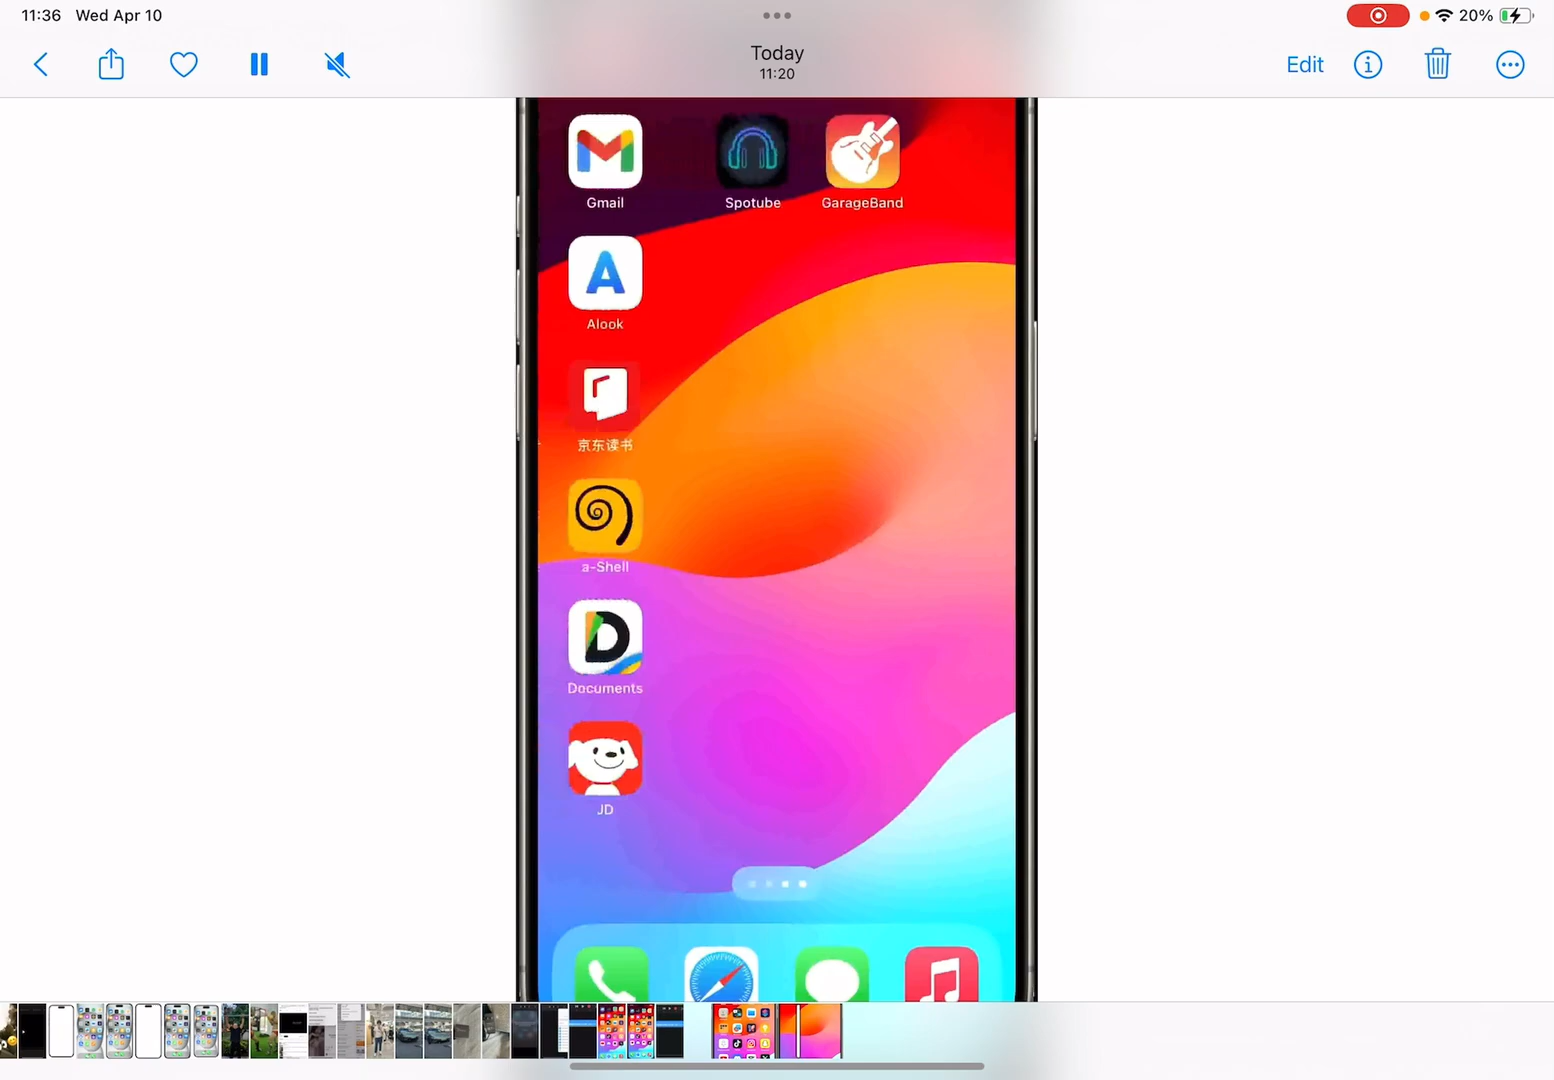 11:36 Wed Apr 10
20%
Today
11:20
Edit
Gmail
Spotube
GarageBand
Alook
京东读书
a-Shell
Documents
JD